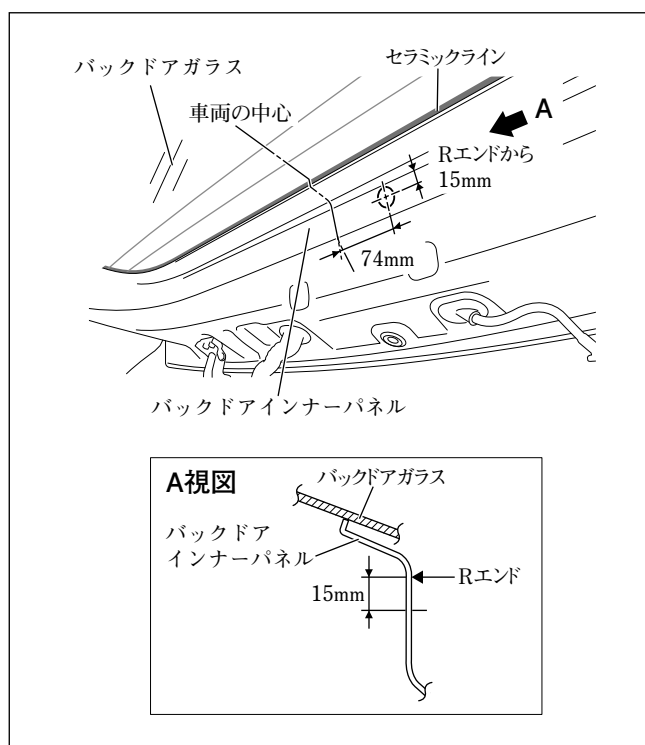 バックドアガラス
セラミックライン
車両の中心
A
Rエンドから
15mm
74mm
バックドアインナーパネル
A視図
バックドアガラス
バックドア
インナーパネル
Rエンド
15mm